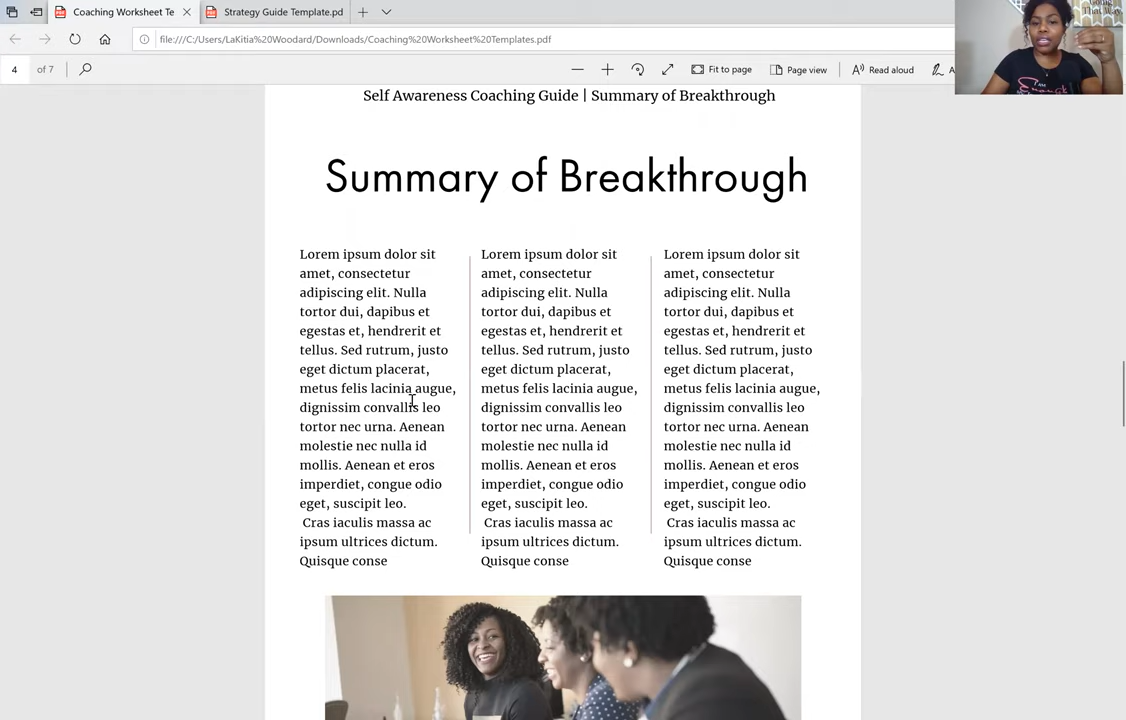 Coaching Worksheet Te
Strategy Guide Template.pd
file:///C:/Users/LaKitia%20Woodard/Downloads/Coaching%20Worksheet%20Templates.pdf
4 of 7
Fit to page
Page view
Read aloud
Self Awareness Coaching Guide | Summary of Breakthrough
Summary of Breakthrough
Lorem ipsum dolor sit
amet, consectetur
adipiscing elit. Nulla
tortor dui, dapibus et
egestas et, hendrerit et
tellus. Sed rutrum, justo
eget dictum placerat,
metus felis lacinia augue,
dignissim convallis leo
tortor nec urna. Aenean
molestie nec nulla id
mollis. Aenean et eros
imperdiet, congue odio
eget, suscipit leo.
Cras iaculis massa ac
ipsum ultrices dictum.
Quisque conse
Lorem ipsum dolor sit
amet, consectetur
adipiscing elit. Nulla
tortor dui, dapibus et
egestas et, hendrerit et
tellus. Sed rutrum, justo
eget dictum placerat,
metus felis lacinia augue,
dignissim convallis leo
tortor nec urna. Aenean
molestie nec nulla id
mollis. Aenean et eros
imperdiet, congue odio
eget, suscipit leo.
Cras iaculis massa ac
ipsum ultrices dictum.
Quisque conse
Lorem ipsum dolor sit
amet, consectetur
adipiscing elit. Nulla
tortor dui, dapibus et
egestas et, hendrerit et
tellus. Sed rutrum, justo
eget dictum placerat,
metus felis lacinia augue,
dignissim convallis leo
tortor nec urna. Aenean
molestie nec nulla id
mollis. Aenean et eros
imperdiet, congue odio
eget, suscipit leo.
Cras iaculis massa ac
ipsum ultrices dictum.
Quisque conse